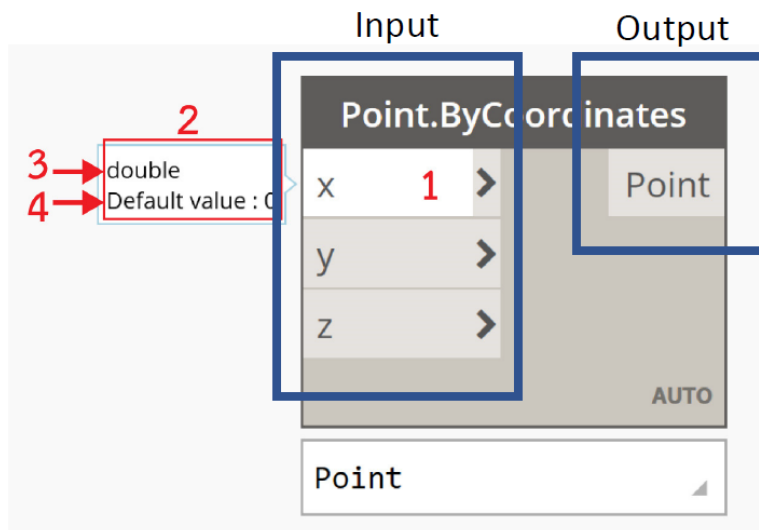 Input
Output
Point.ByCoordinates
2
3
double
4
Default value : 0
x
1
Point
y
z
AUTO
Point